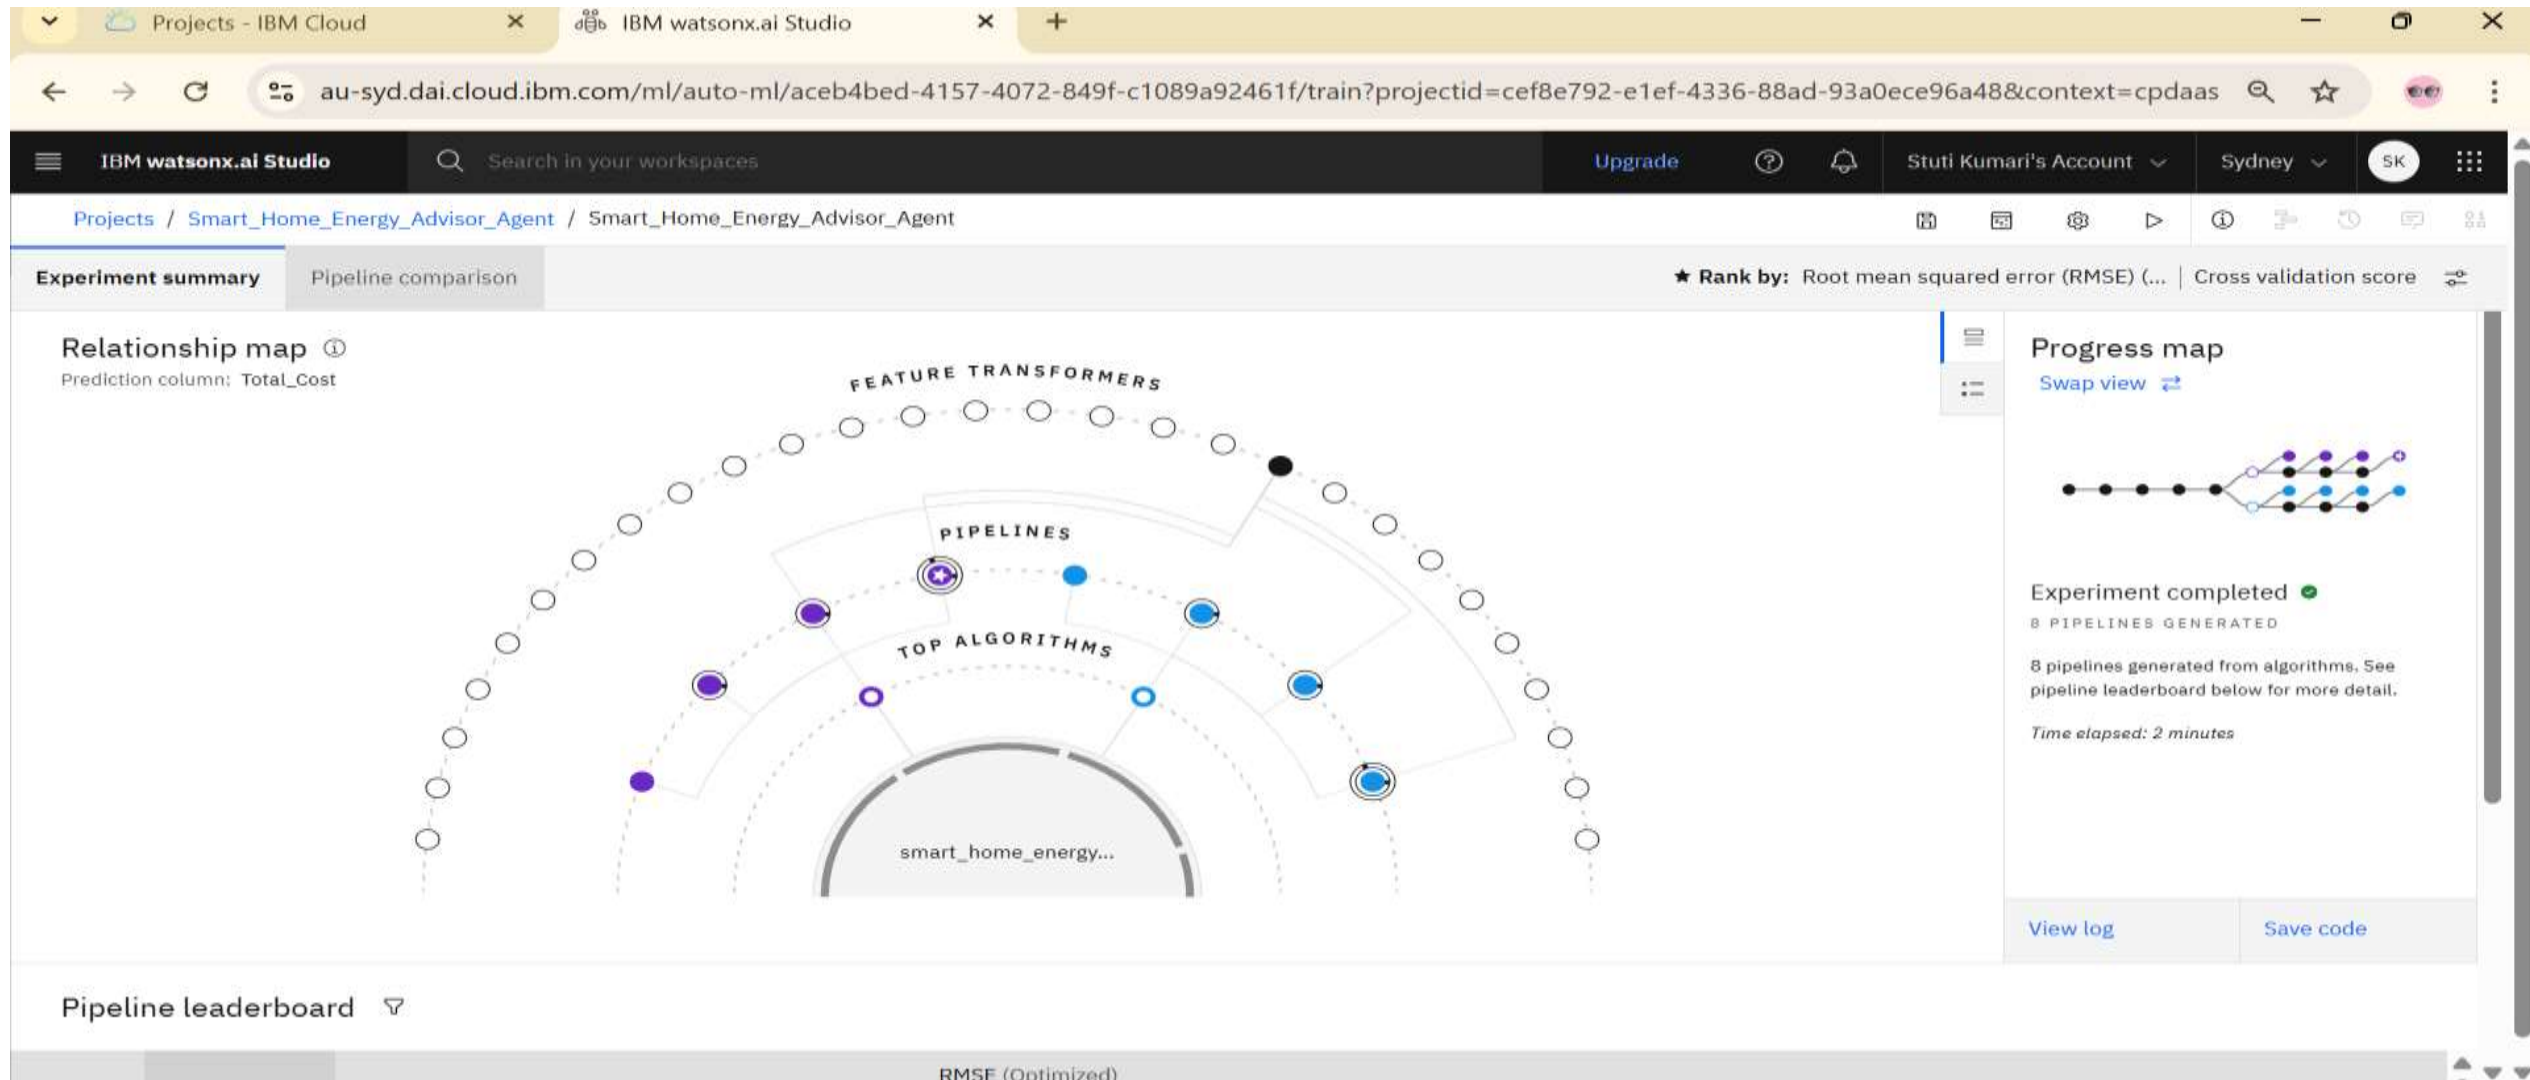 Projects - IBM Cloud
IBM watsonx.ai Studio
au-syd.dai.cloud.ibm.com/ml/auto-ml/aceb4bed-4157-4072-849f-c1089a92461f/train?projectid=cef8e792-e1ef-4336-88ad-93a0ece96a48&context=cpdaas
IBM watsonx.ai Studio
Search in your workspaces
Upgrade
Stuti Kumari's Account
Sydney
SK
Projects / Smart_Home_Energy_Advisor_Agent / Smart_Home_Energy_Advisor_Agent
Experiment summary
Pipeline comparison
Rank by: Root mean squared error (RMSE) (... | Cross validation score
Relationship map
Prediction column: Total_Cost
FEATURE TRANSFORMERS
PIPELINES
TOP ALGORITHMS
smart_home_energy...
Progress map
Swap view
Experiment completed
8 PIPELINES GENERATED
8 pipelines generated from algorithms. See
pipeline leaderboard below for more detail.
Time elapsed: 2 minutes
View log
Save code
Pipeline leaderboard
RMSE (Optimized)